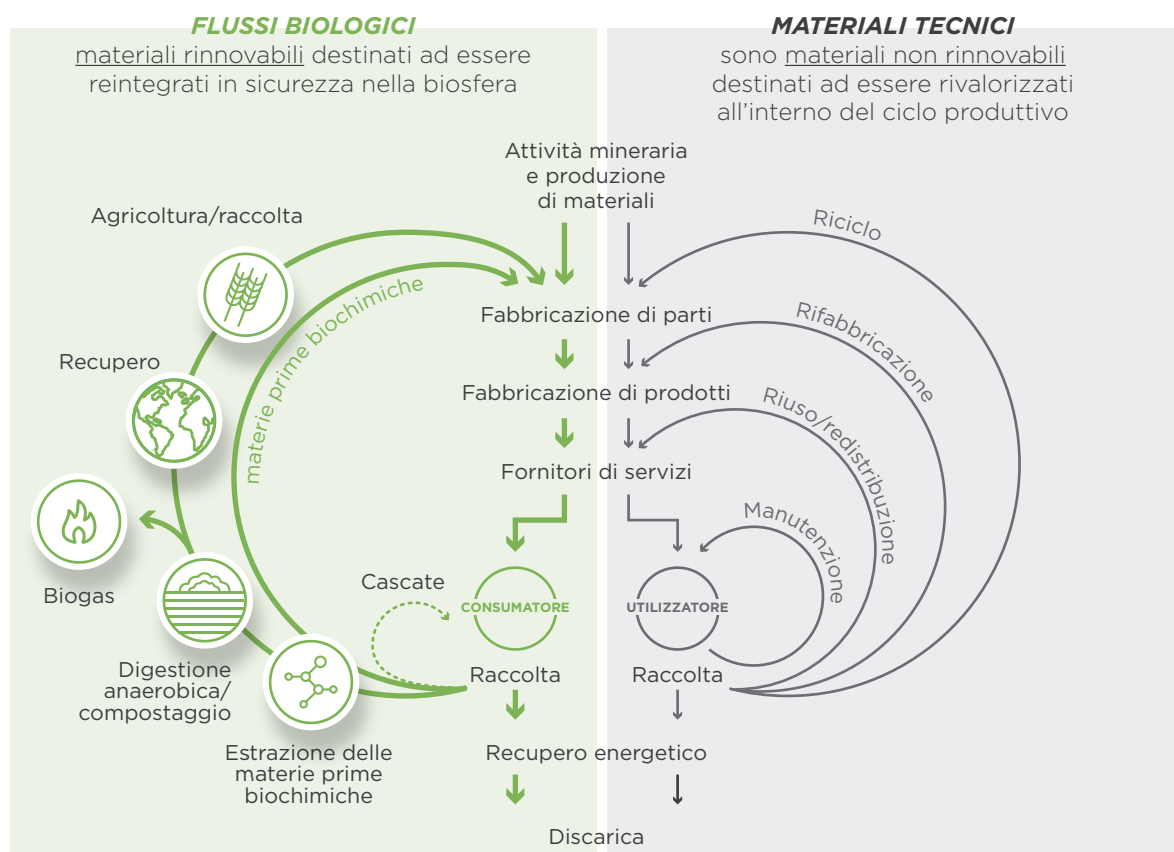 FLUSSI BIOLOGICI
materiali rinnovabili destinati ad essere
reintegrati in sicurezza nella biosfera
MATERIALI TECNICI
sono materiali non rinnovabili
destinati ad essere rivalorizzati
all'interno del ciclo produttivo
Attività mineraria
e produzione
di materiali
Agricoltura/raccolta
Riciclo
materie prime biochimiche
Fabbricazione di parti
Rifabbricazione
Recupero
Fabbricazione di prodotti
Riuso/redistribuzione
Fornitori di servizi
Manutenzione
Biogas
Cascate
CONSUMATORE
UTILIZZATORE
Digestione
anaerobica/
compostaggio
Raccolta
Raccolta
Estrazione delle
materie prime
biochimiche
Recupero energetico
Discarica